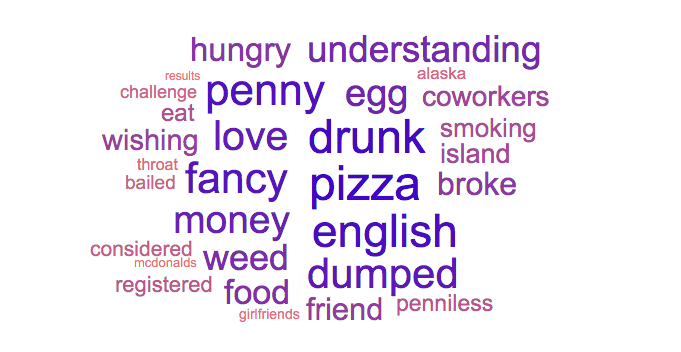 hungry understanding
results alaska
challenge penny egg coworkers
eat
wishing love drunk smoking
island
throat
bailed fancy pizza broke
money english
considered
mcdonalds weed dumped
registered food friend penniless
girlfriends